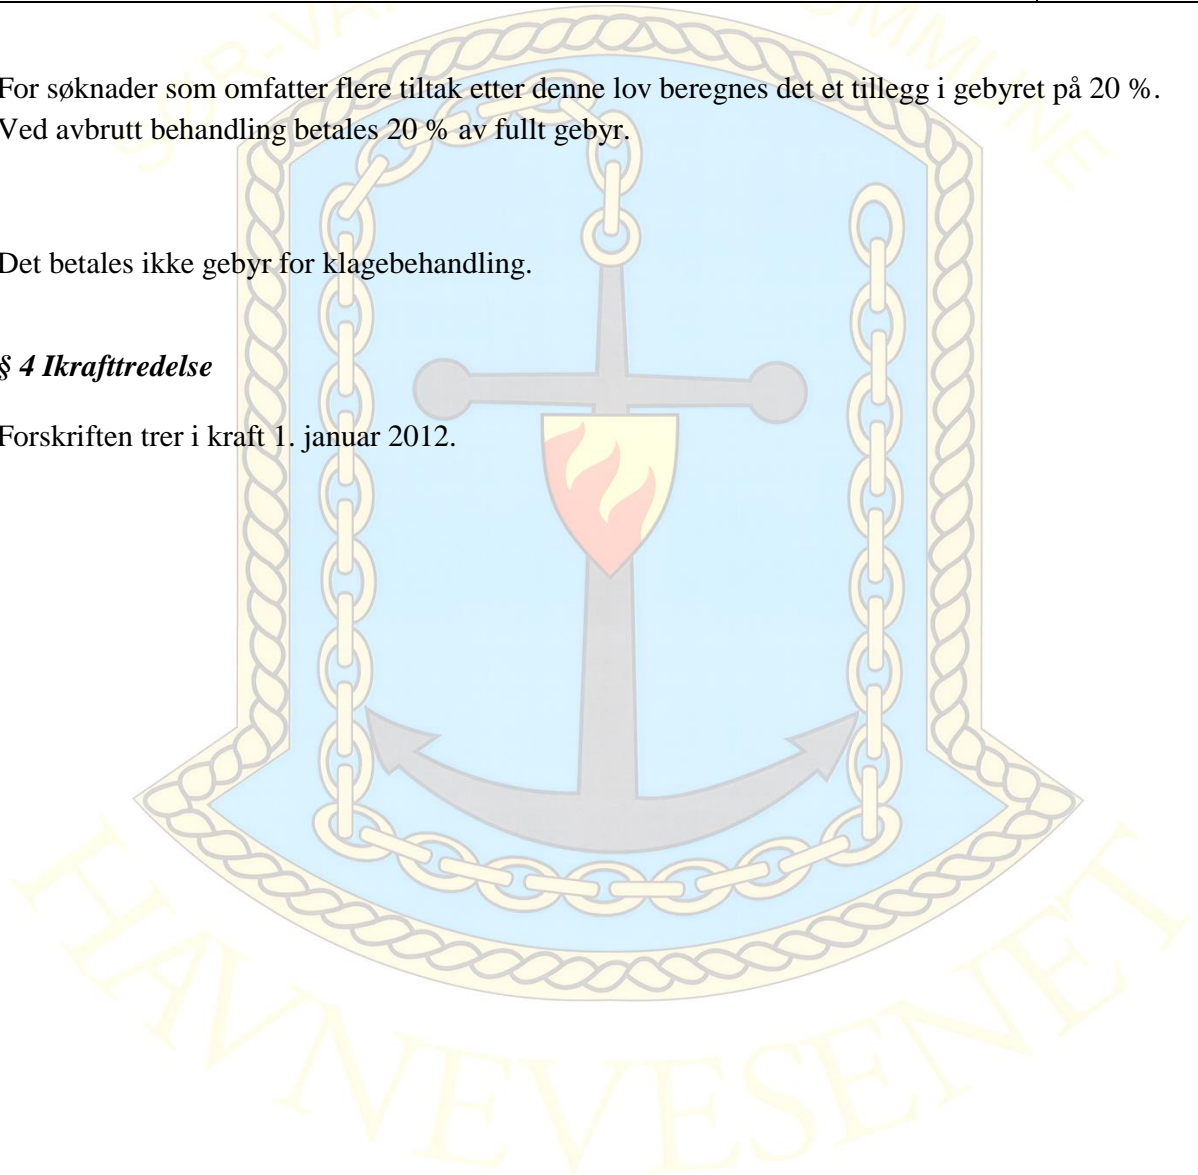 For søknader som omfatter flere tiltak etter denne lov beregnes det et tillegg i gebyret på 20 %.
Ved avbrutt behandling betales 20 % av fullt gebyr.
Det betales ikke gebyr for klagebehandling.
§ 4 Ikrafttredelse
Forskriften trer i kraft 1. januar 2012.
HAVNEVESENET